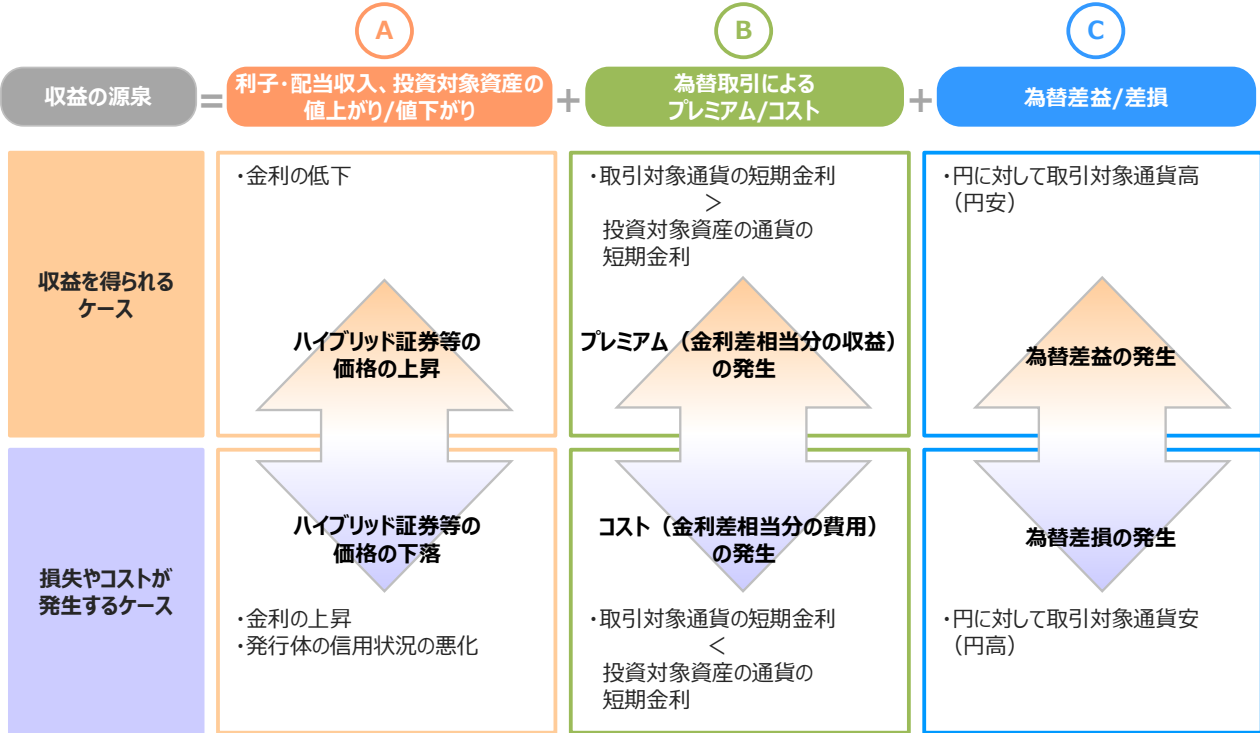 A
B
C
収益の源泉
=
利子・配当収入、投資対象資産の
値上がり/値下がり
+
為替取引による
プレミアム/コスト
+
為替差益/差損
収益を得られる
ケース
・金利の低下
ハイブリッド証券等の
価格の上昇
・取引対象通貨の短期金利
＞
投資対象資産の通貨の
短期金利
プレミアム（金利差相当分の収益）
の発生
・円に対して取引対象通貨高
（円安）
為替差益の発生
損失やコストが
発生するケース
ハイブリッド証券等の
価格の下落
・金利の上昇
・発行体の信用状況の悪化
コスト（金利差相当分の費用）
の発生
・取引対象通貨の短期金利
＜
投資対象資産の通貨の
短期金利
為替差損の発生
・円に対して取引対象通貨安
（円高）